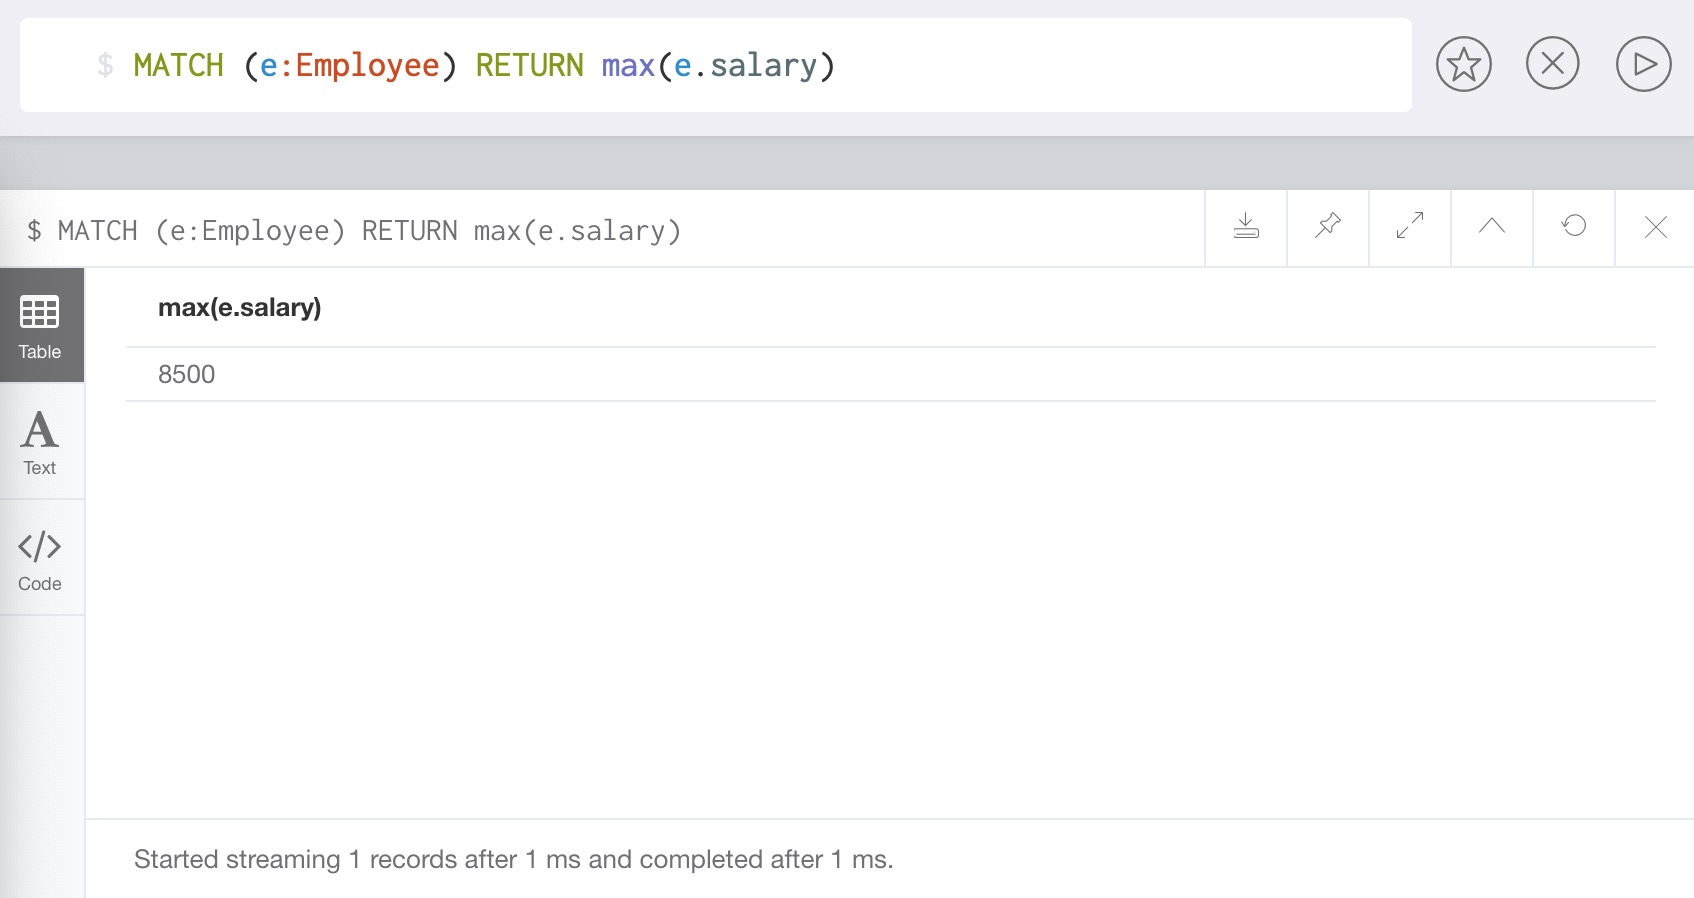 $ MATCH (e:Employee) RETURN max(e.salary)
$ MATCH (e:Employee) RETURN max(e.salary)
Table
max(e.salary)
8500
A
Text
</>
Code
Started streaming 1 records after 1 ms and completed after 1 ms.